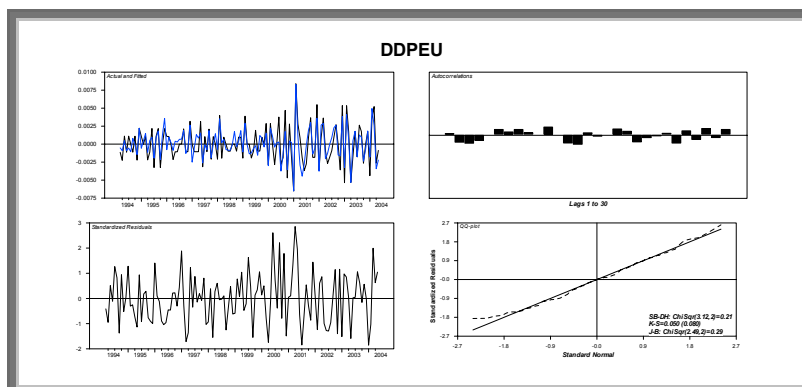 DDPEU
Actual and Fitted
0.0100
0.0075
0.0050
0.0025
0.0000
-0.0025
-0.0050
-0.0075
1994 1995 1996 1997 1998 1999 2000 2001 2002 2003 2004
Autocorrelations
Lags 1 to 30
Standardized Residuals
3
2
1
0
-1
-2
1994 1995 1996 1997 1998 1999 2000 2001 2002 2003 2004
QQ-plot
Standardized Residuals
2.7
1.8
0.9
-0.0
-0.9
-1.8
-2.7
SB-DH: ChiSqr(3.12,2)=0.21
K-S=0.050 (0.080)
J-B: ChiSqr(2.49,2)=0.29
-2.7 -1.8 -0.9 -0.0 0.9 1.8 2.7
Standard Normal